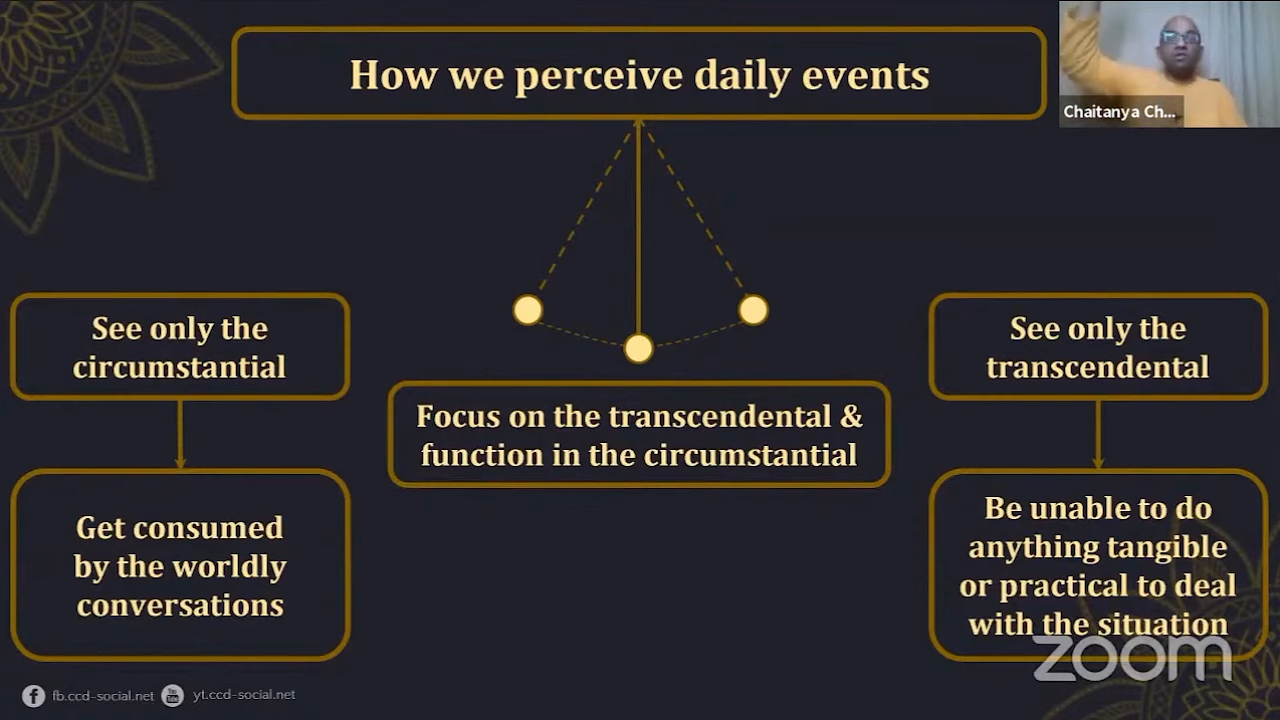 How we perceive daily events
Chaitanya Ch...
See only the
circumstantial
See only the
transcendental
Focus on the transcendental &
function in the circumstantial
Get consumed
by the worldly
conversations
Be unable to do
anything tangible
or practical to deal
with the situation
zoom
f fb.ccd-social.net You Tube yt.ccd-social.net